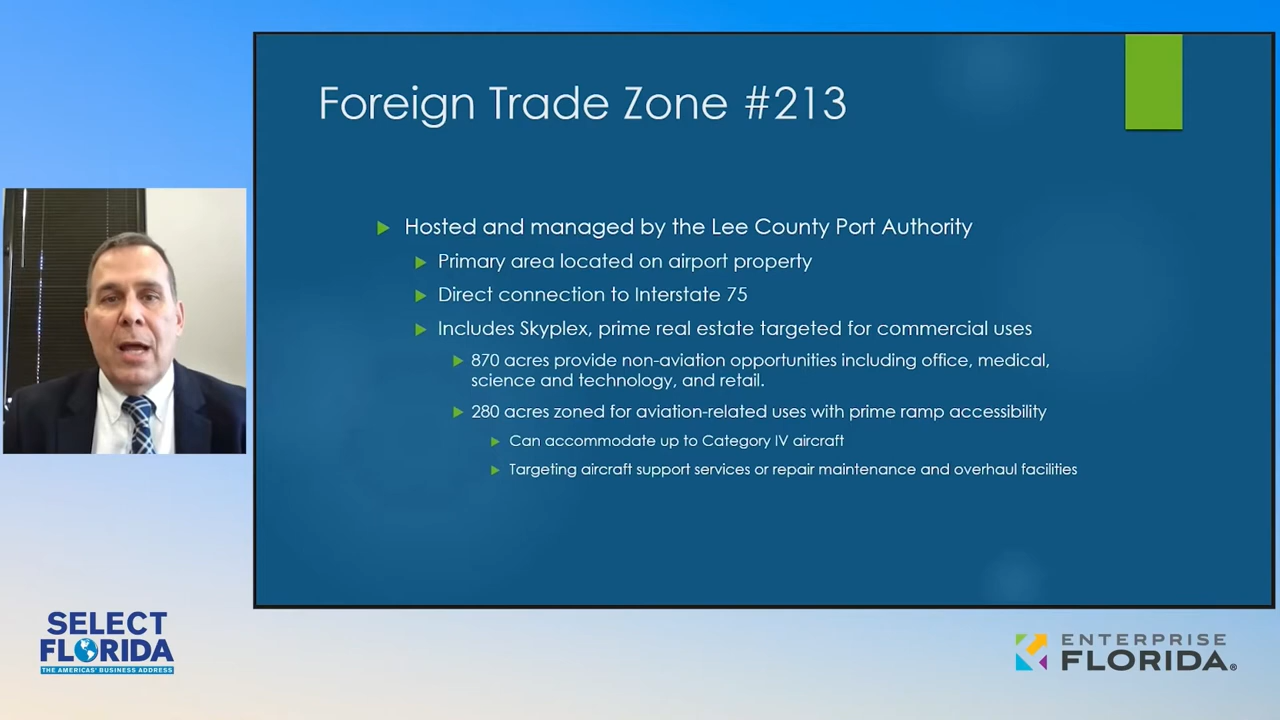 Foreign Trade Zone #213
Hosted and managed by the Lee County Port Authority
Primary area located on airport property
Direct connection to Interstate 75
Includes Skyplex, prime real estate targeted for commercial uses
870 acres provide non-aviation opportunities including office, medical,
science and technology, and retail.
280 acres zoned for aviation-related uses with prime ramp accessibility
Can accommodate up to Category IV aircraft
Targeting aircraft support services or repair maintenance and overhaul facilities
SELECT
FLORIDA
THE AMERICAS' BUSINESS ADDRESS
ENTERPRISE
FLORIDA®